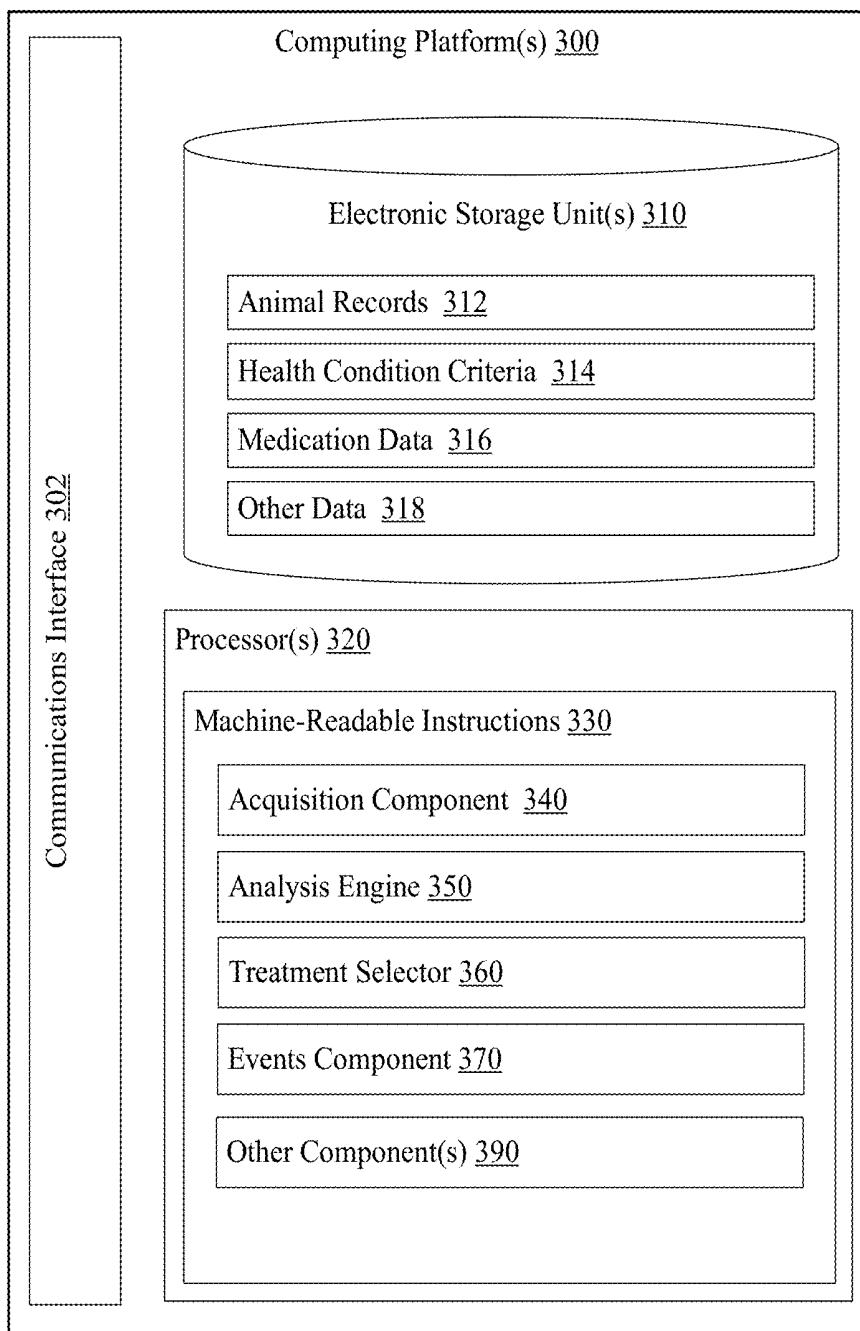 Computing Platform(s) 300
Communications Interface 302
Electronic Storage Unit(s) 310
Animal Records 312
Health Condition Criteria 314
Medication Data 316
Other Data 318
Processor(s) 320
Machine-Readable Instructions 330
Acquisition Component 340
Analysis Engine 350
Treatment Selector 360
Events Component 370
Other Component(s) 390